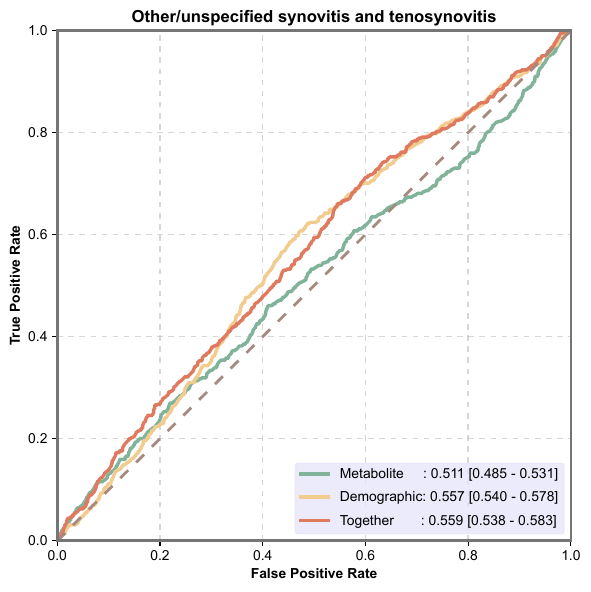 Other/unspecified synovitis and tenosynovitis
1.0
0.8
0.6
0.4
0.2
0.0
True Positive Rate
Metabolite : 0.511 [0.485 - 0.531]
Demographic: 0.557 [0.540 - 0.578]
Together : 0.559 [0.538 - 0.583]
0.0 0.2 0.4 0.6 0.8 1.0
False Positive Rate